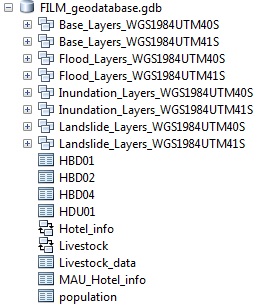 FILM_geodatabase.gdb
Base_Layers_WGS1984UTM40S
Base_Layers_WGS1984UTM41S
Flood_Layers_WGS1984UTM40S
Flood_Layers_WGS1984UTM41S
Inundation_Layers_WGS1984UTM40S
Inundation_Layers_WGS1984UTM41S
Landslide_Layers_WGS1984UTM40S
Landslide_Layers_WGS1984UTM41S
HBD01
HBD02
HBD04
HDU01
Hotel_info
Livestock
Livestock_data
MAU_Hotel_info
population